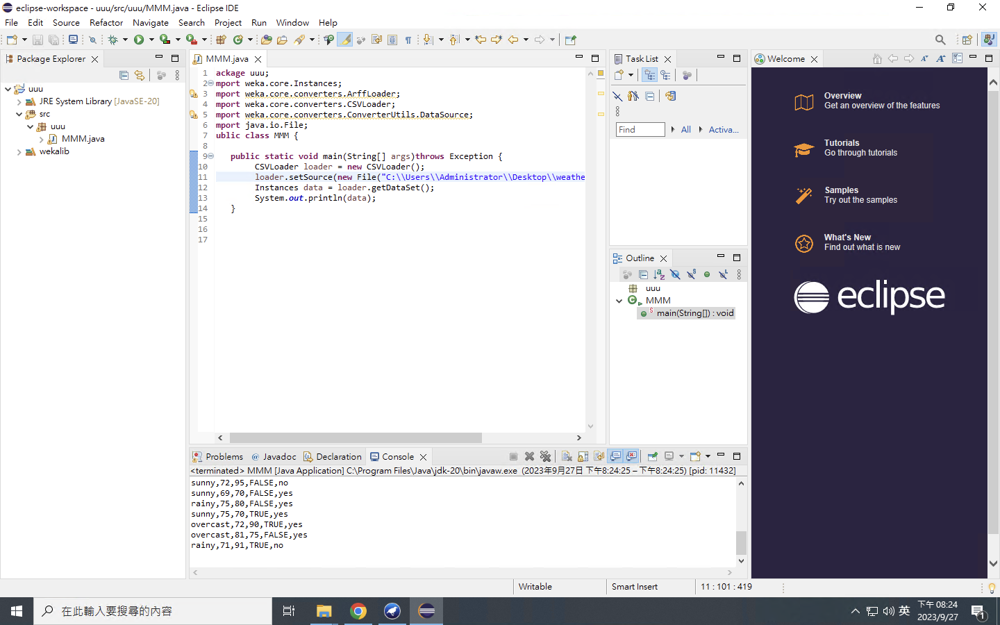 eclipse-workspace - uuu/src/uuu/MMM.java - Eclipse IDE
File Edit Source Refactor Navigate Search Project Run Window Help
Package Explorer
uuu
JRE System Library [JavaSE-20]
src
uuu
MMM.java
wekalib
MMM.java
1 ackage uuu;
2 mport weka.core.Instances;
3 mport weka.core.converters.ArffLoader;
4 mport weka.core.converters.CSVLoader;
5 mport weka.core.converters.ConverterUtils.DataSource;
6 mport java.io.File;
7 ublic class MMM {
8
9 public static void main(String[] args)throws Exception {
10 CSVLoader loader = new CSVLoader();
11 loader.setSource(new File("C:\\Users\\Administrator\\Desktop\\weathe
12 Instances data = loader.getDataSet();
13 System.out.println(data);
14 }
15
16
17
Task List
Find All Activa...
Outline
uuu
MMM
main(String[]) : void
Welcome
Overview
Get an overview of the features
Tutorials
Go through tutorials
Samples
Try out the samples
What's New
Find out what is new
eclipse
Problems @ Javadoc Declaration Console
<terminated> MMM [Java Application] C:\Program Files\Java\jdk-20\bin\javaw.exe (2023年9月27日 下午8:24:25 – 下午8:24:25) [pid: 11432]
sunny,72,95,FALSE,no
sunny,69,70,FALSE,yes
rainy,75,80,FALSE,yes
sunny,75,70,TRUE,yes
overcast,72,90,TRUE,yes
overcast,81,75,FALSE,yes
rainy,71,91,TRUE,no
Writable Smart Insert 11 : 101 : 419
在此輸入要搜尋的內容
英
下午 08:24
2023/9/27
1